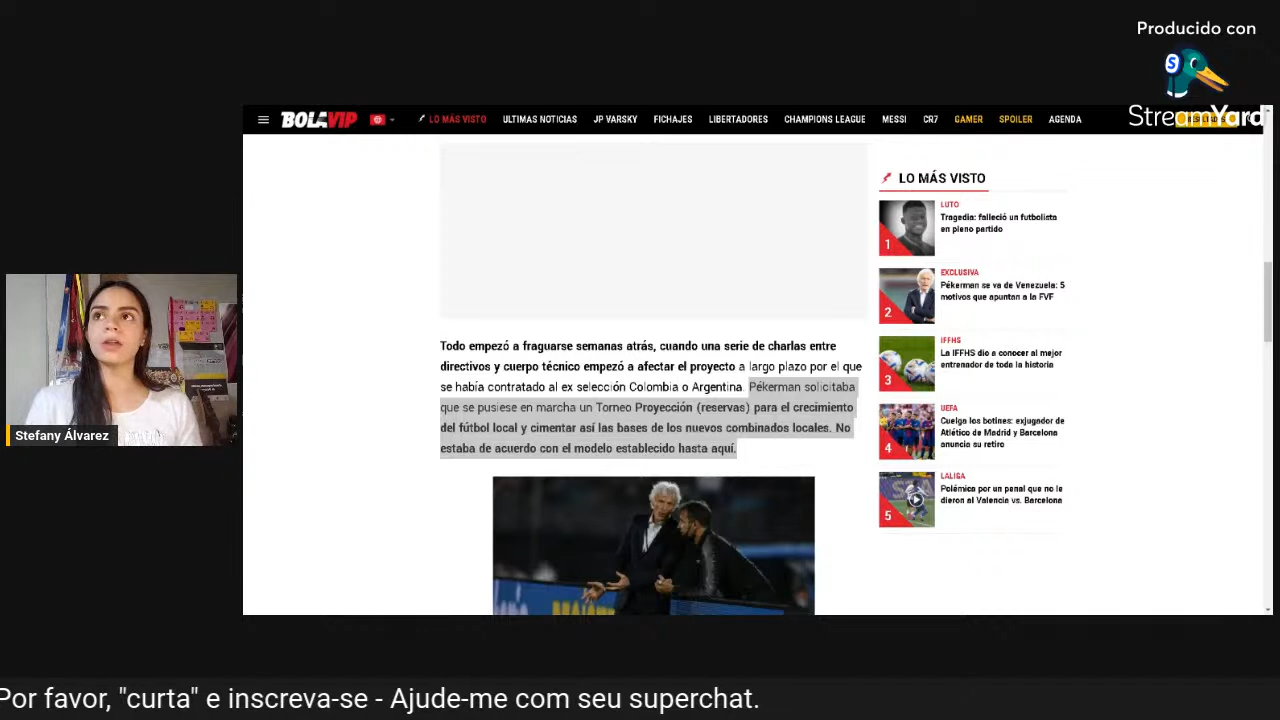 Producido con
S
StreamYard
BOLAVIP
LO MÁS VISTO
ULTIMAS NOTICIAS
JP VARSKY
FICHAJES
LIBERTADORES
CHAMPIONS LEAGUE
MESSI
CR7
GAMER
SPOILER
AGENDA
Todo empezó a fraguarse semanas atrás, cuando una serie de charlas entre
directivos y cuerpo técnico empezó a afectar el proyecto a largo plazo por el que
se había contratado al ex selección Colombia o Argentina. Pékerman solicitaba
que se pusiese en marcha un Torneo Proyección (reservas) para el crecimiento
del fútbol local y cimentar así las bases de los nuevos combinados locales. No
estaba de acuerdo con el modelo establecido hasta aquí.
LO MÁS VISTO
LUTO
Tragedia: falleció un futbolista
en pleno partido
1
EXCLUSIVA
Pékerman se va de Venezuela: 5
motivos que apuntan a la FVF
2
IFFHS
La IFFHS dio a conocer al mejor
entrenador de toda la historia
3
UEFA
Cuelga los botines: exjugador de
Atlético de Madrid y Barcelona
anuncia su retiro
4
LALIGA
Polémica por un penal que no le
dieron al Valencia vs. Barcelona
5
Stefany Álvarez
Por favor, "curta" e inscreva-se - Ajude-me com seu superchat.